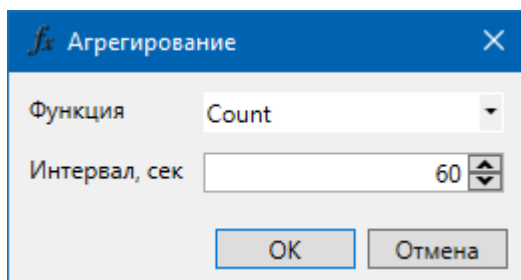 fx Агрегирование
Функция Count
Интервал, сек 60
OK Отмена